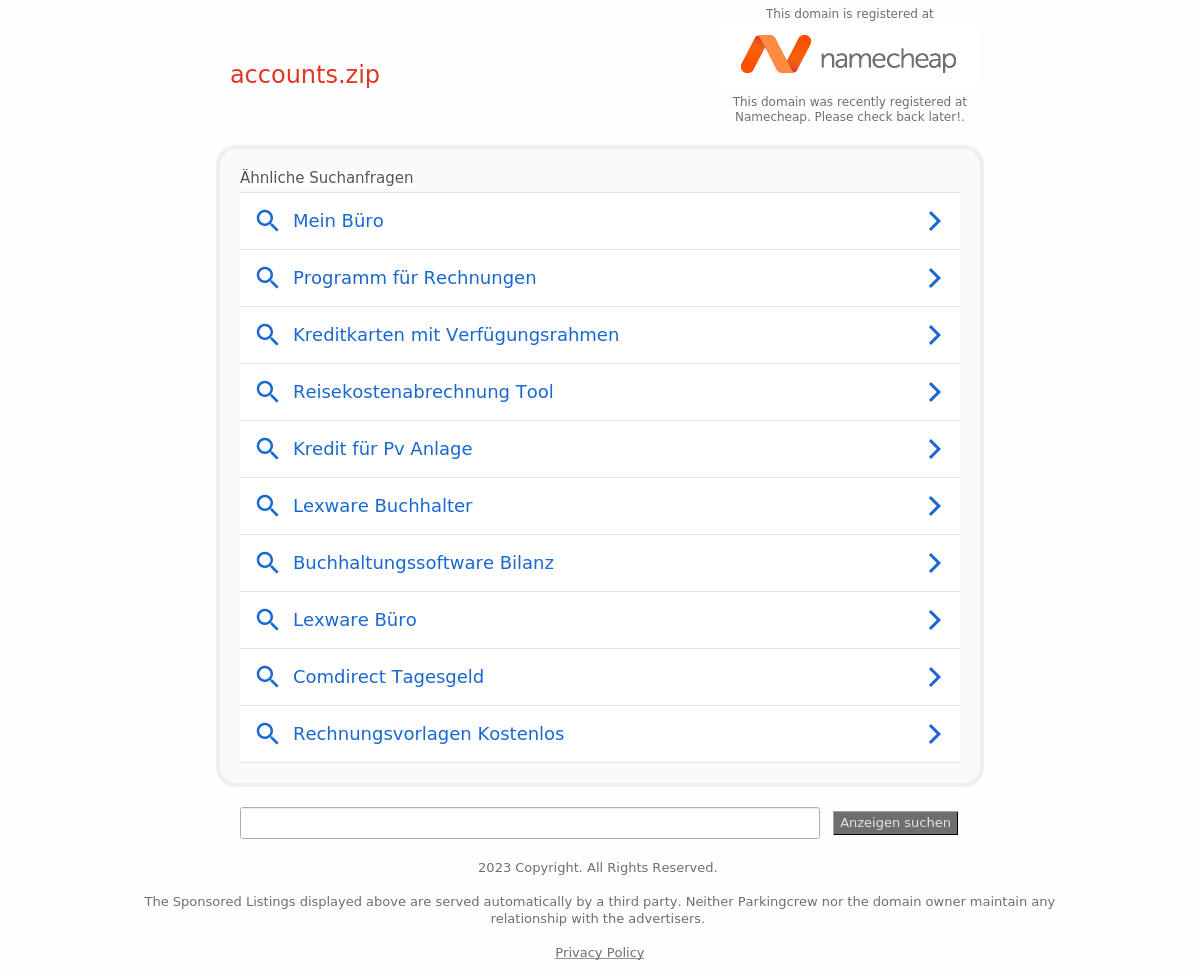 This domain is registered at
namecheap
accounts.zip
This domain was recently registered at
Namecheap. Please check back later!.
Ähnliche Suchanfragen
Mein Büro
Programm für Rechnungen
Kreditkarten mit Verfügungsrahmen
Reisekostenabrechnung Tool
Kredit für Pv Anlage
Lexware Buchhalter
Buchhaltungssoftware Bilanz
Lexware Büro
Comdirect Tagesgeld
Rechnungsvorlagen Kostenlos
Anzeigen suchen
2023 Copyright. All Rights Reserved.
The Sponsored Listings displayed above are served automatically by a third party. Neither Parkingcrew nor the domain owner maintain any
relationship with the advertisers.
Privacy Policy